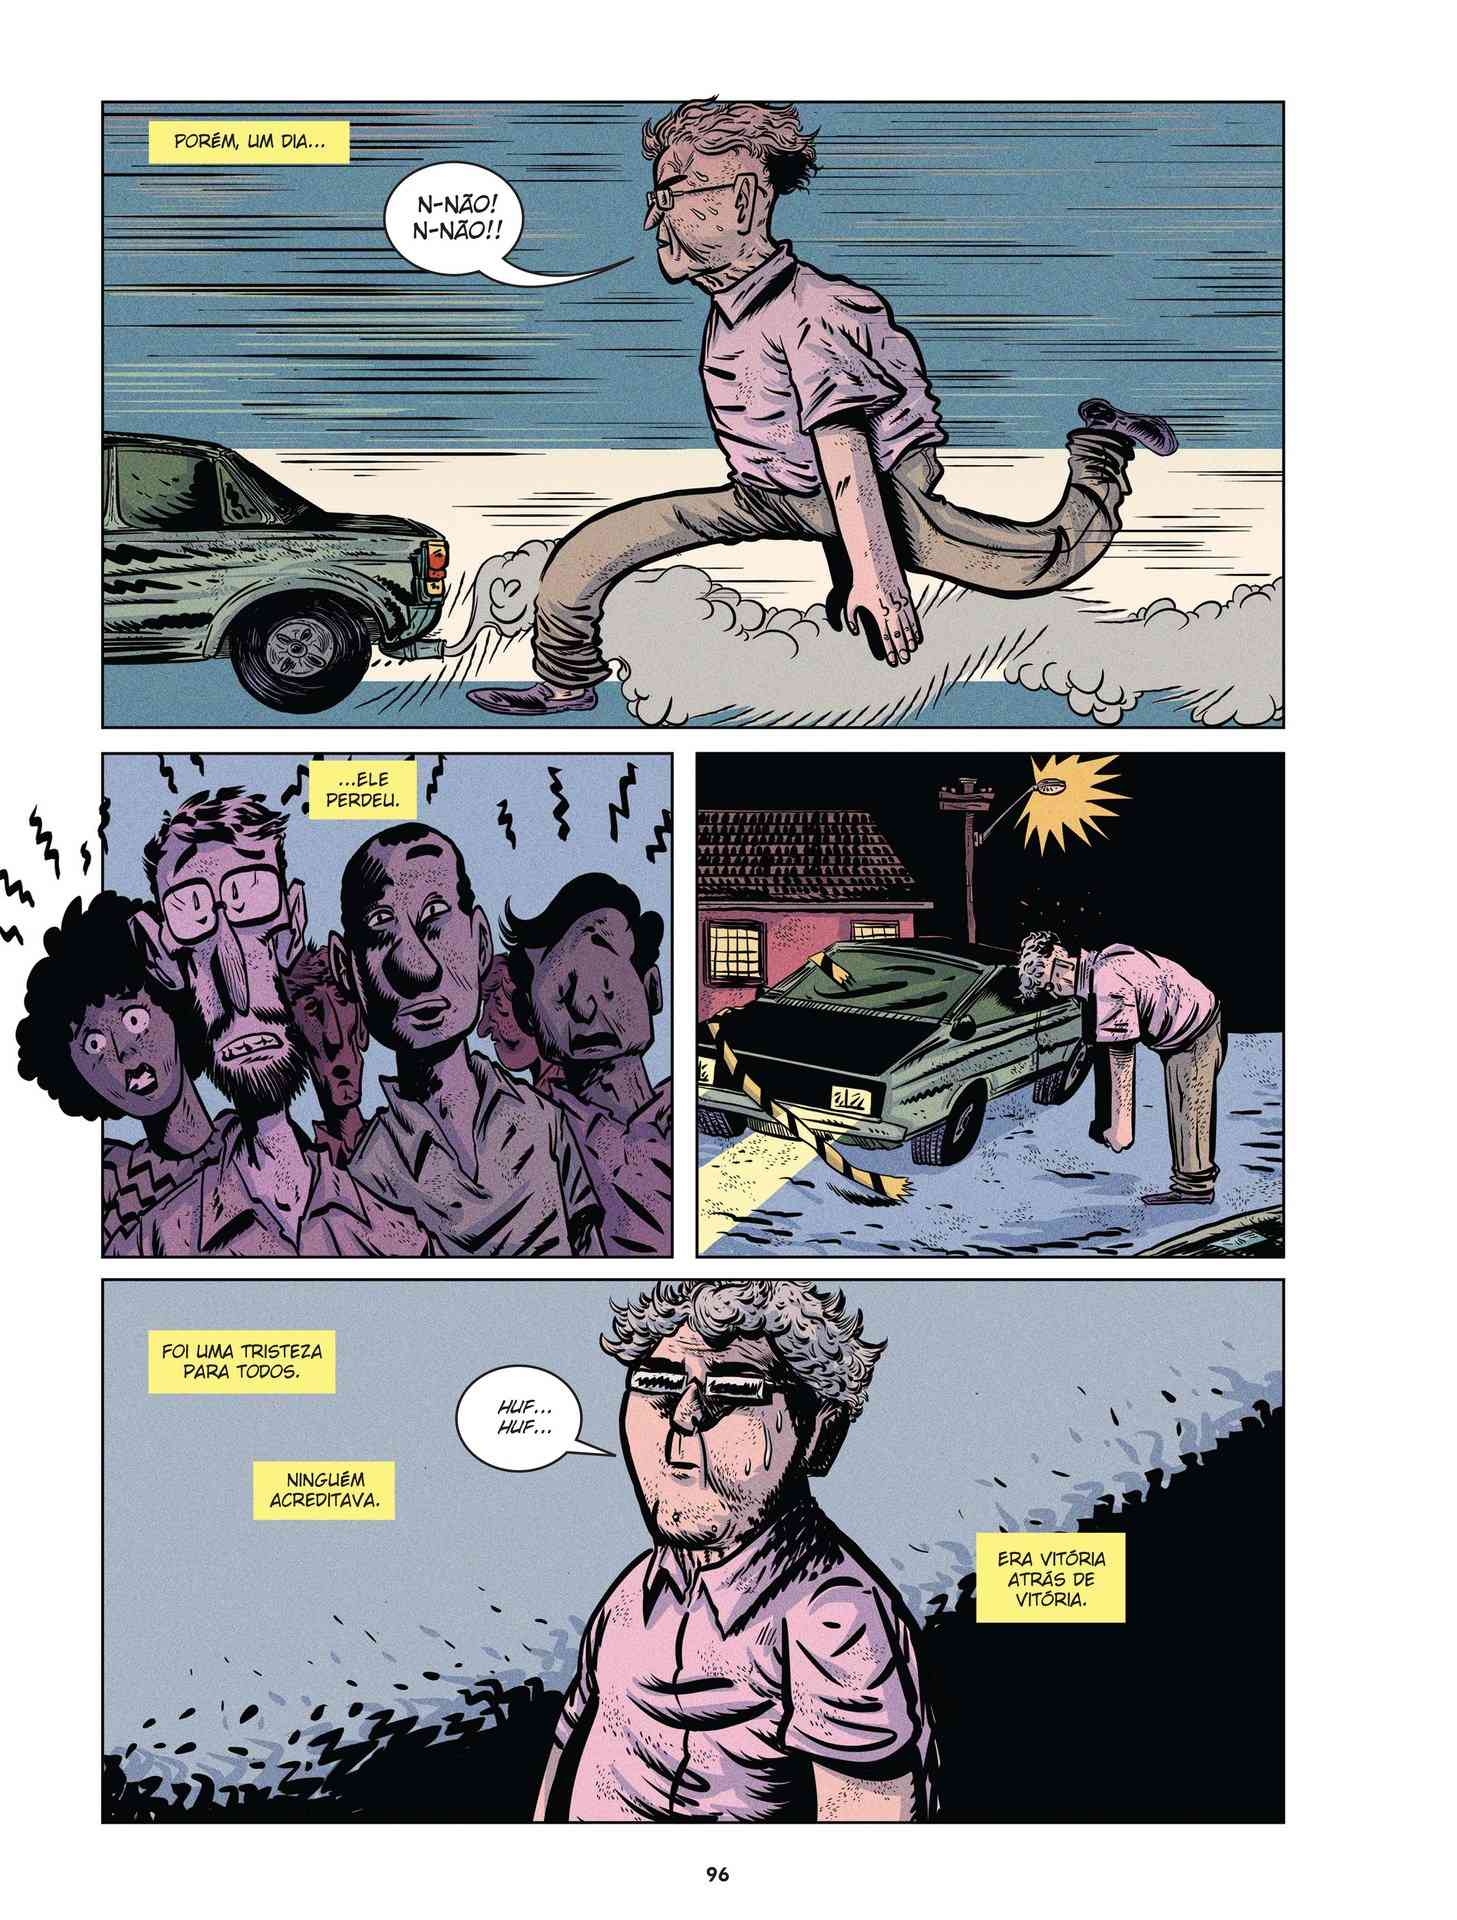 PORÉM, UM DIA...
N-NÃO!
N-NÃO!!
...ELE
PERDEU.
FOI UMA TRISTEZA
PARA TODOS.
HUF...
HUF...
NINGUÉM
ACREDITAVA.
ERA VITÓRIA
ATRÁS DE
VITÓRIA.
96